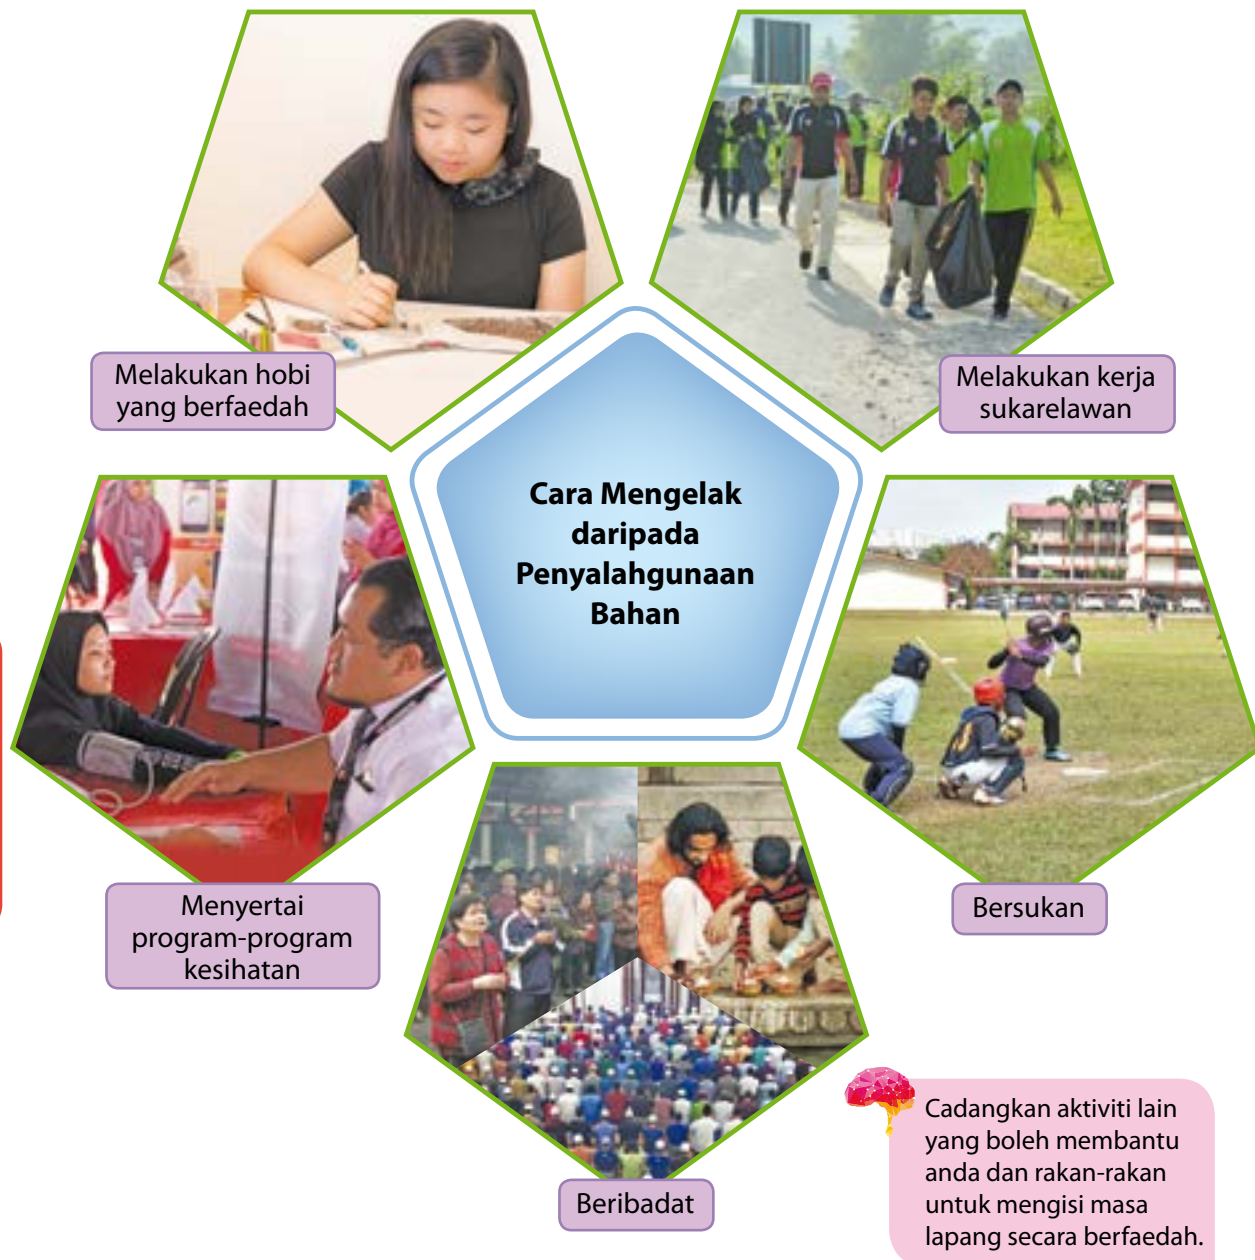 Melakukan hobi
yang berfaedah
Melakukan kerja
sukarelawan
Cara Mengelak
daripada
Penyalahgunaan
Bahan
Menyertai
program-program
kesihatan
Bersukan
Beribadat
Cadangkan aktiviti lain
yang boleh membantu
anda dan rakan-rakan
untuk mengisi masa
lapang secara berfaedah.